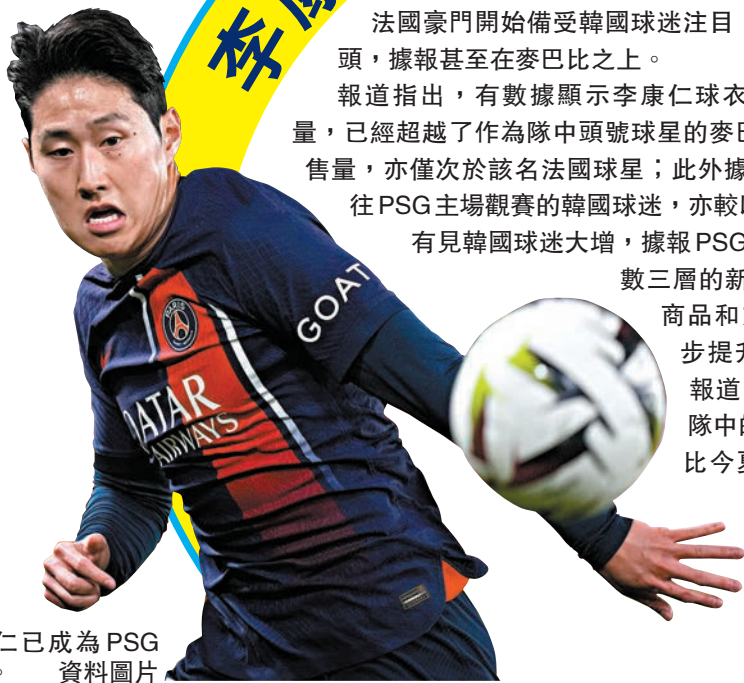 李
法國豪門開始備受韓國球迷注目
頭,據報甚至在麥巴比之上。
報道指出,有數據顯示李康仁球衣
量,已經超越了作為隊中頭號球星的麥巴
售量,亦僅次於該名法國球星;此外據
往PSG主場觀賽的韓國球迷,亦較
有見韓國球迷大增,據報PSG
數三層的新
商品和
步提升
報道
隊中的
比今夏
PARIS
GOAT
QATAR
AIRWAYS
仁已成為PSG
。 資料圖片